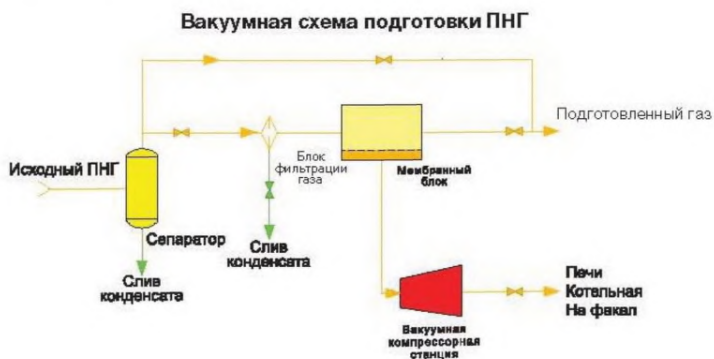 Вакуумная схема подготовки ПНГ
Подготовленный газ
Исходный ПНГ
Блок
фильтрации
газа
Мембранный
блок
Сепаратор
Слив
конденсата
Слив
конденсата
Печи
Котельная
На факал
Вакуумная
компрессорная
станция